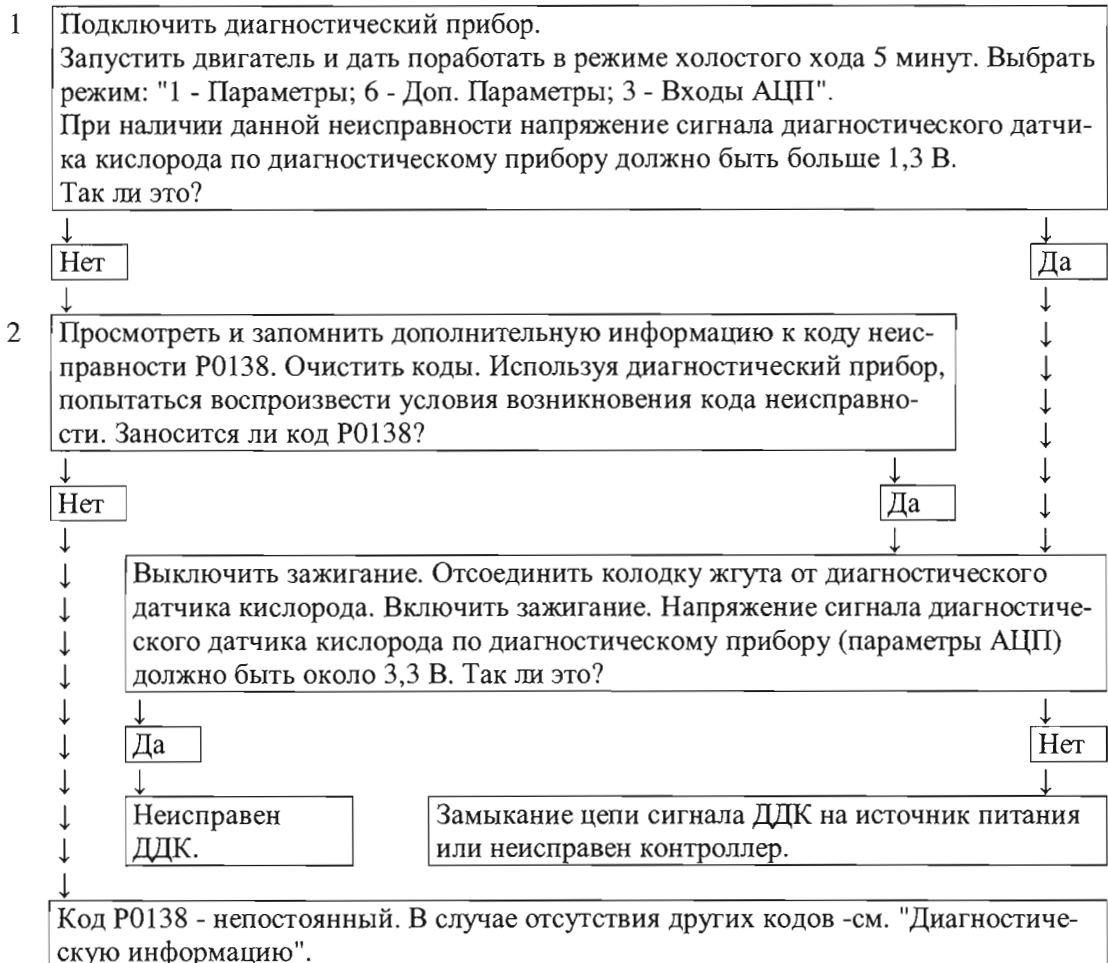 1 Подключить диагностический прибор.
Запустить двигатель и дать поработать в режиме холостого хода 5 минут. Выбрать
режим: "1 - Параметры; 6 - Доп. Параметры; 3 - Входы АЦП".
При наличии данной неисправности напряжение сигнала диагностического датчи-
ка кислорода по диагностическому прибору должно быть больше 1,3 В.
Так ли это?
Нет Да
2 Просмотреть и запомнить дополнительную информацию к коду неис-
правности Р0138. Очистить коды. Используя диагностический прибор,
попытаться воспроизвести условия возникновения кода неисправно-
сти. Заносится ли код Р0138?
Нет Да
Выключить зажигание. Отсоединить колодку жгута от диагностического
датчика кислорода. Включить зажигание. Напряжение сигнала диагностиче-
ского датчика кислорода по диагностическому прибору (параметры АЦП)
должно быть около 3,3 В. Так ли это?
Да Нет
Неисправен
ДДК.
Замыкание цепи сигнала ДДК на источник питания
или неисправен контроллер.
Код Р0138 - непостоянный. В случае отсутствия других кодов -см. "Диагностиче-
скую информацию".